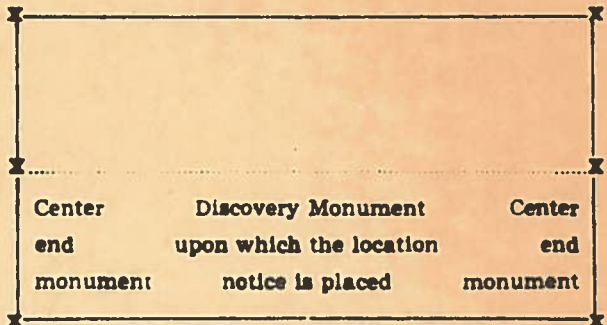 Center Discovery Monument Center
end upon which the location end
monument notice is placed monument